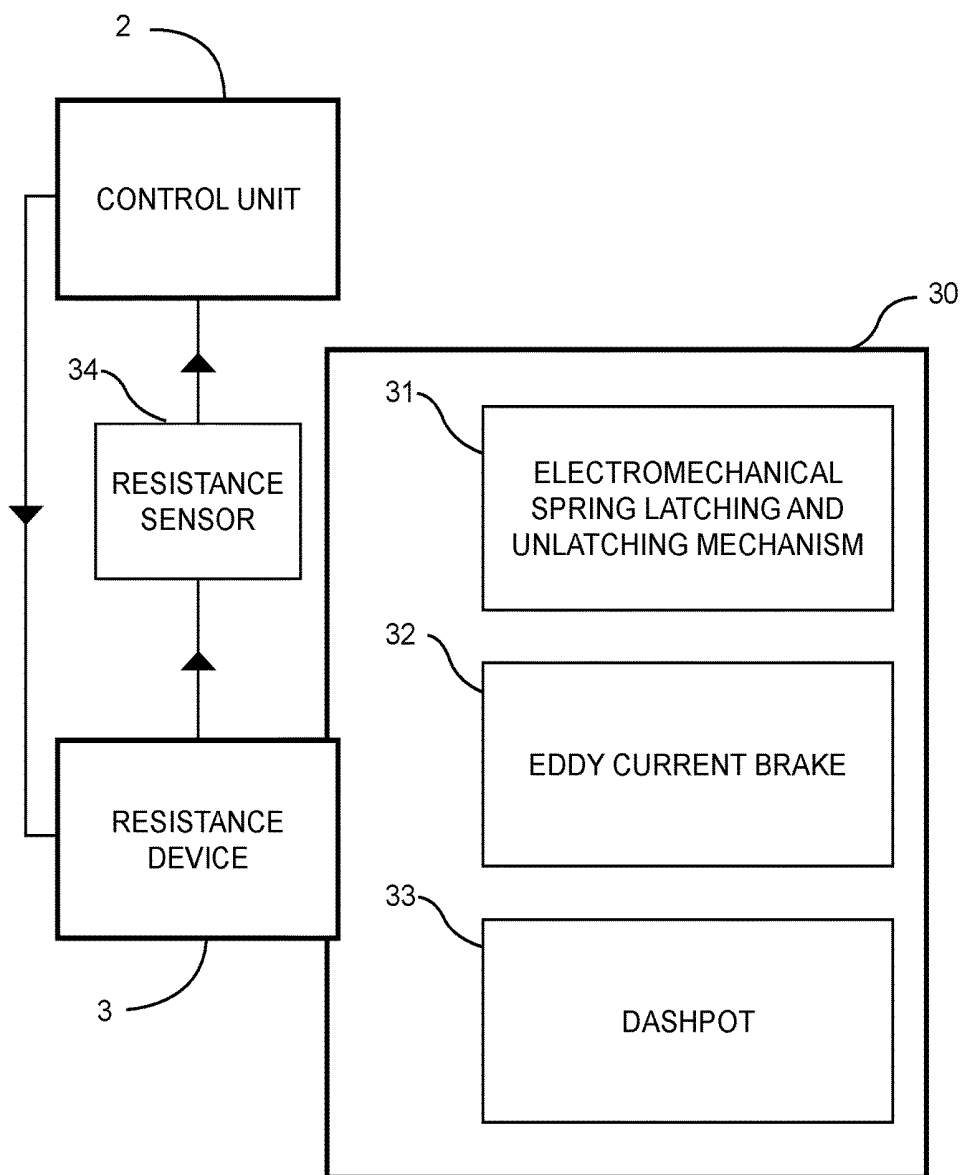 2
CONTROL UNIT
30
34
31
RESISTANCE
SENSOR
ELECTROMECHANICAL
SPRING LATCHING AND
UNLATCHING MECHANISM
32
EDDY CURRENT BRAKE
RESISTANCE
DEVICE
33
3
DASHPOT